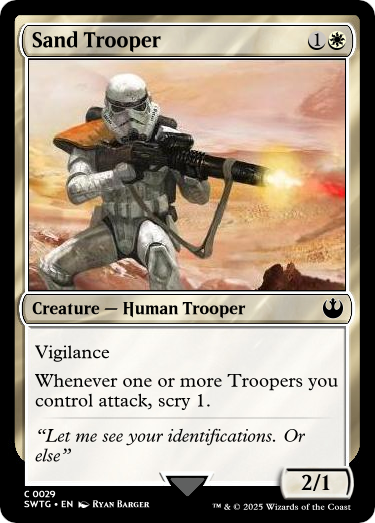 Sand Trooper 1
Creature — Human Trooper
Vigilance
Whenever one or more Troopers you
control attack, scry 1.
“Let me see your identifications. Or
else”
2/1
C 0029
SWTG • EN Ryan Barger
™ & © 2025 Wizards of the Coast